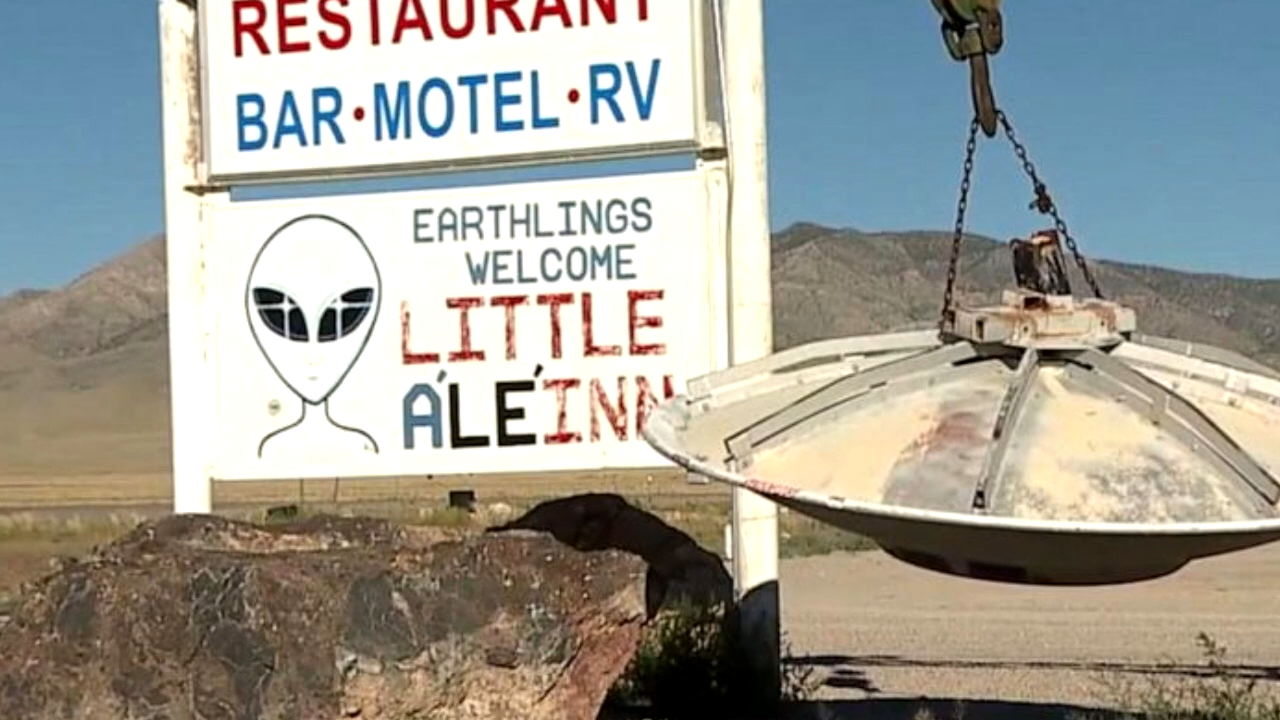 RESTAURANT
BAR•MOTEL•RV
EARTHLINGS
WELCOME
LITTLE
A'LE'INN